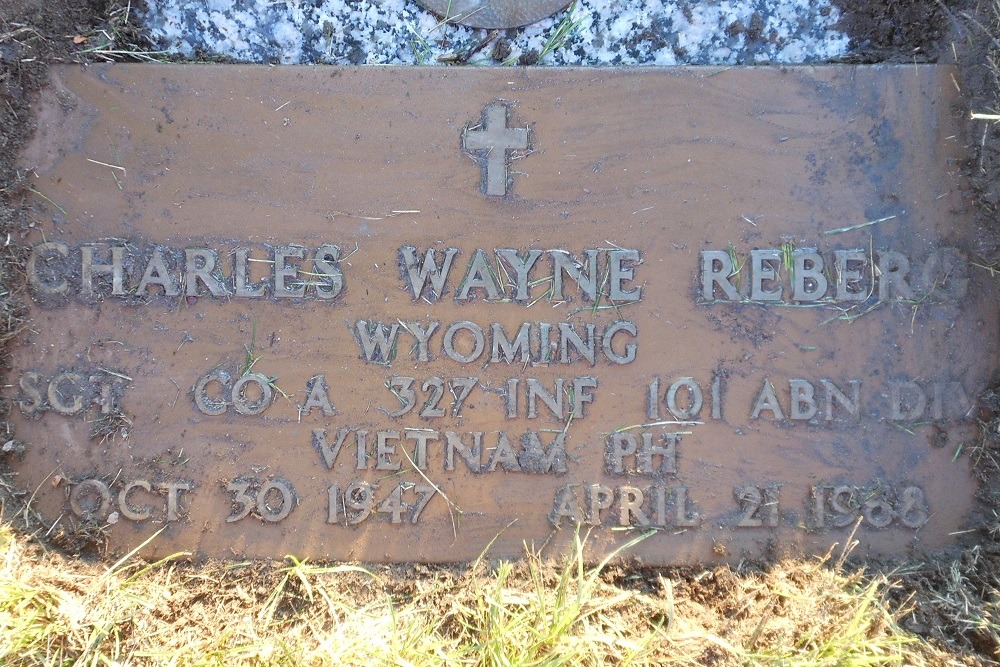 CHARLES WAYNE REBERG
WYOMING
SGT CO A 327 INF 101 ABN DIV
VIETNAM PH
OCT 30 1947 APRIL 21 1968